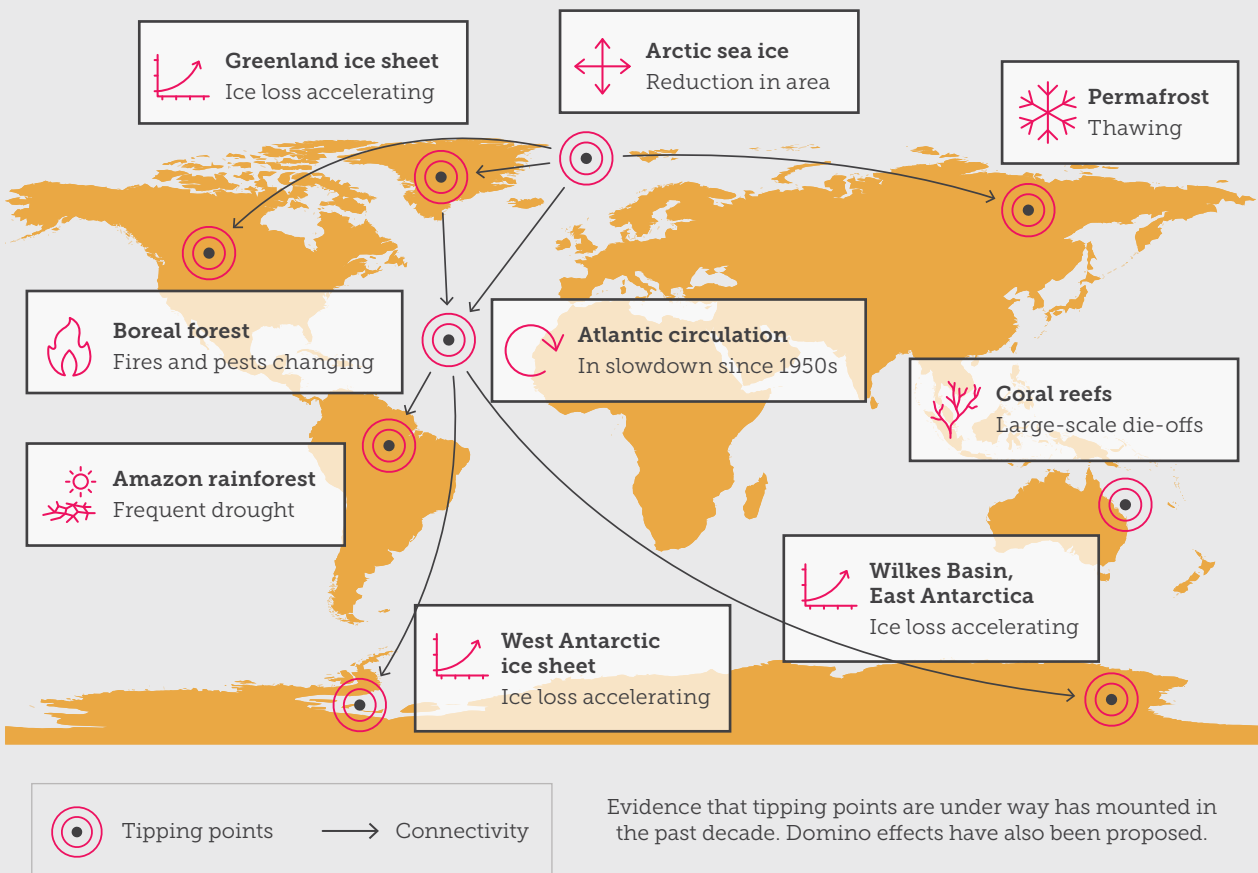 Greenland ice sheet
Ice loss accelerating
Arctic sea ice
Reduction in area
Permafrost
Thawing
Boreal forest
Fires and pests changing
Atlantic circulation
In slowdown since 1950s
Coral reefs
Large-scale die-offs
Amazon rainforest
Frequent drought
Wilkes Basin,
East Antarctica
Ice loss accelerating
West Antarctic
ice sheet
Ice loss accelerating
Tipping points
Connectivity
Evidence that tipping points are under way has mounted in
the past decade. Domino effects have also been proposed.